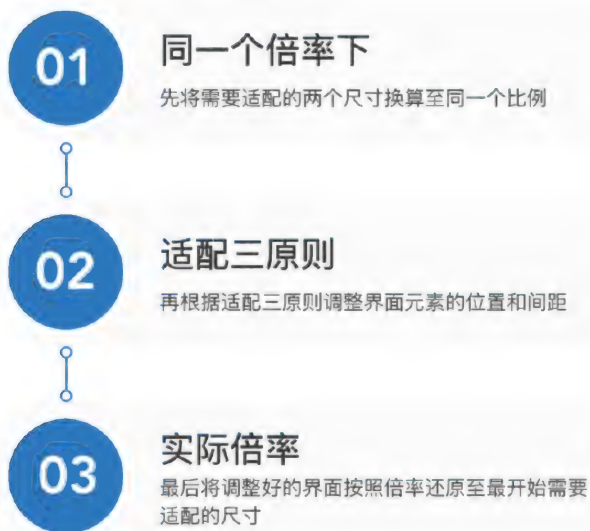 01
同一个倍率下
先将需要适配的两个尺寸换算至同一个比例
02
适配三原则
再根据适配三原则调整界面元素的位置和间距
03
实际倍率
最后将调整好的界面按照倍率还原至最开始需要
适配的尺寸